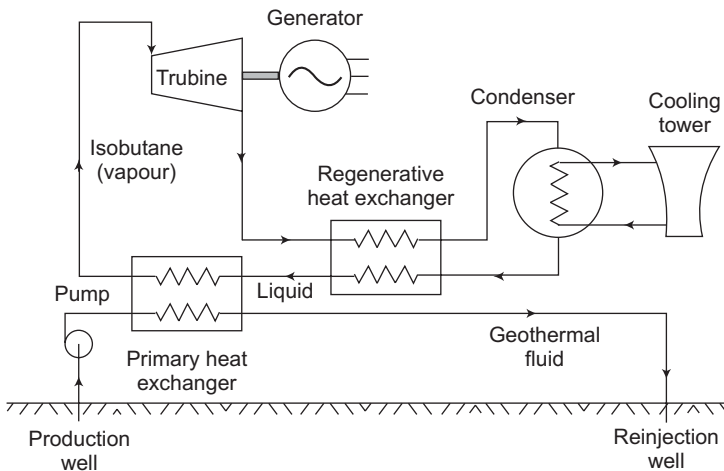 Generator
Trubine
Condenser
Cooling
tower
Isobutane
(vapour)
Regenerative
heat exchanger
Pump
Liquid
Geothermal
fluid
Primary heat
exchanger
Production
well
Reinjection
well